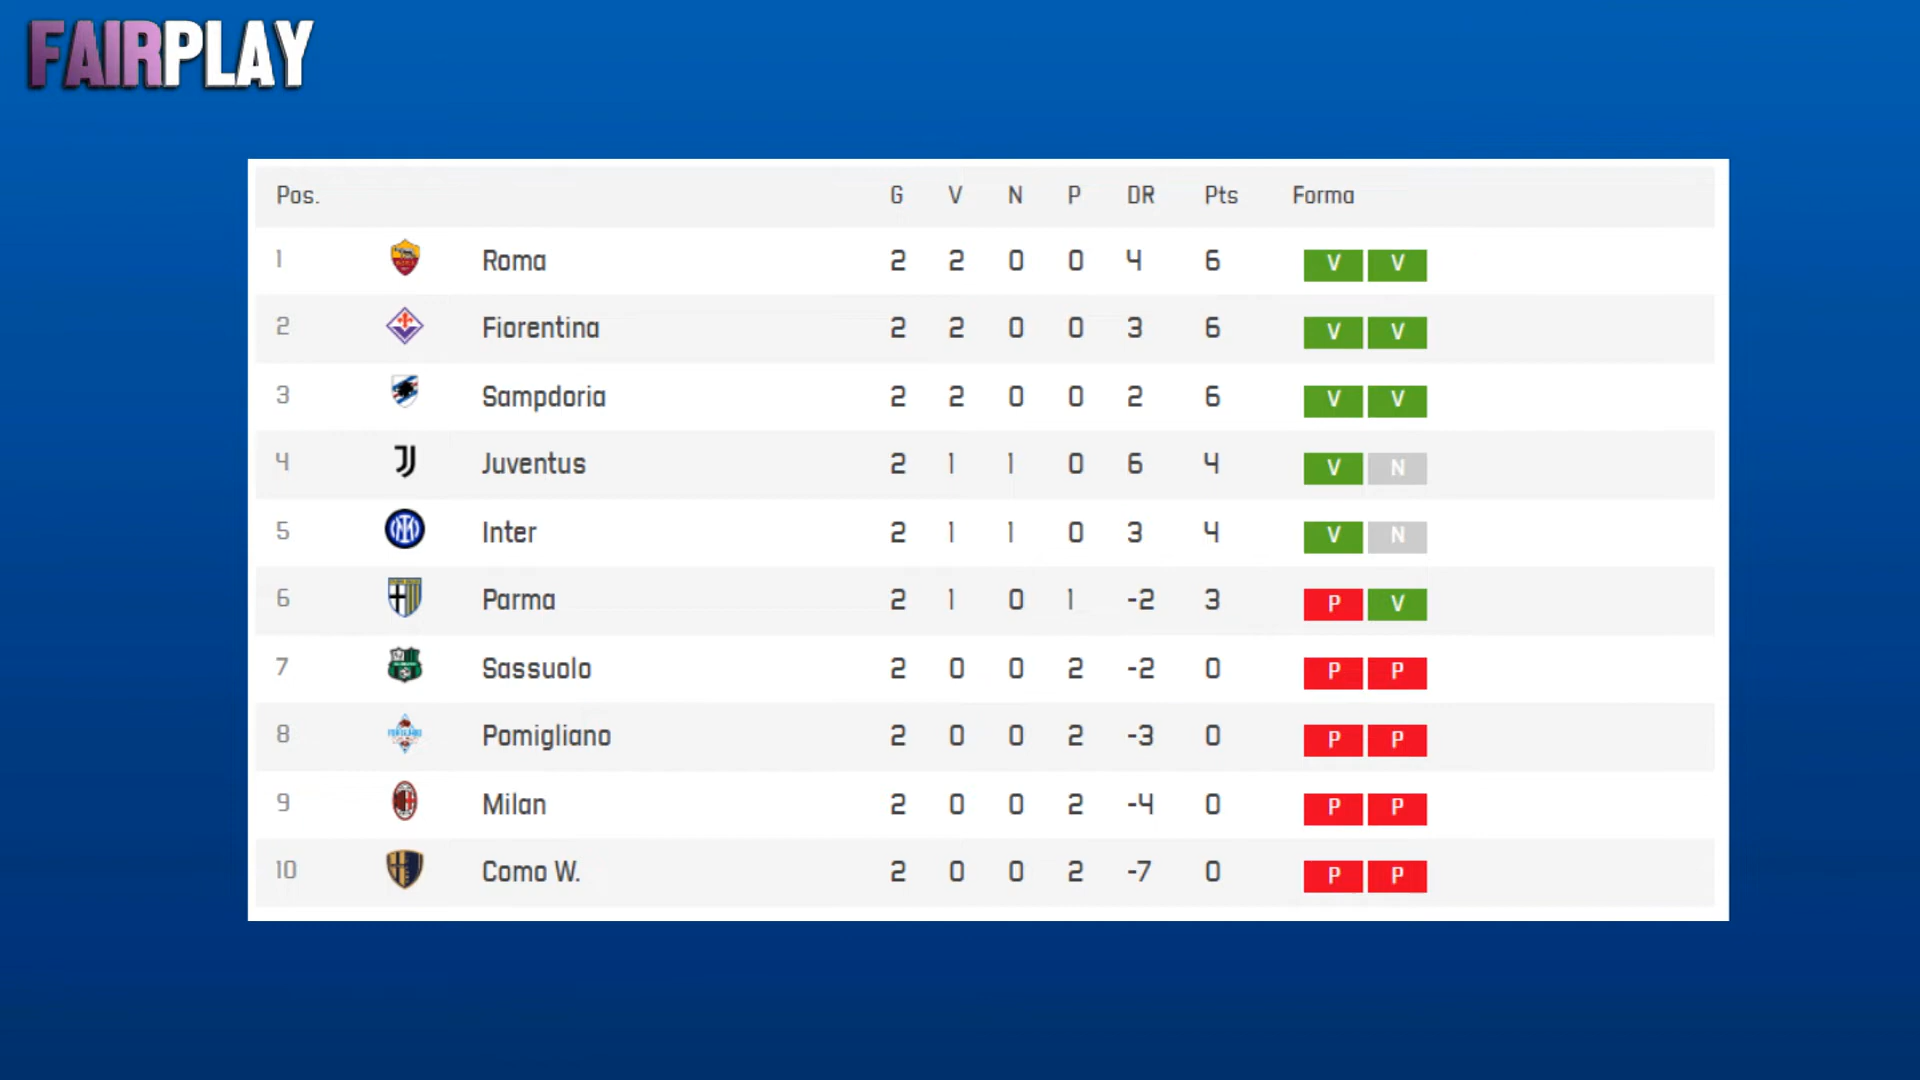 FAIRPLAY
Pos. G V N P DR Pts Forma
1 Roma 2 2 0 0 4 6 V V
2 Fiorentina 2 2 0 0 3 6 V V
3 Sampdoria 2 2 0 0 2 6 V V
4 Juventus 2 1 1 0 6 4 V N
5 Inter 2 1 1 0 3 4 V N
6 Parma 2 1 0 1 -2 3 P V
7 Sassuolo 2 0 0 2 -2 0 P P
8 Pomigliano 2 0 0 2 -3 0 P P
9 Milan 2 0 0 2 -4 0 P P
10 Como W. 2 0 0 2 -7 0 P P